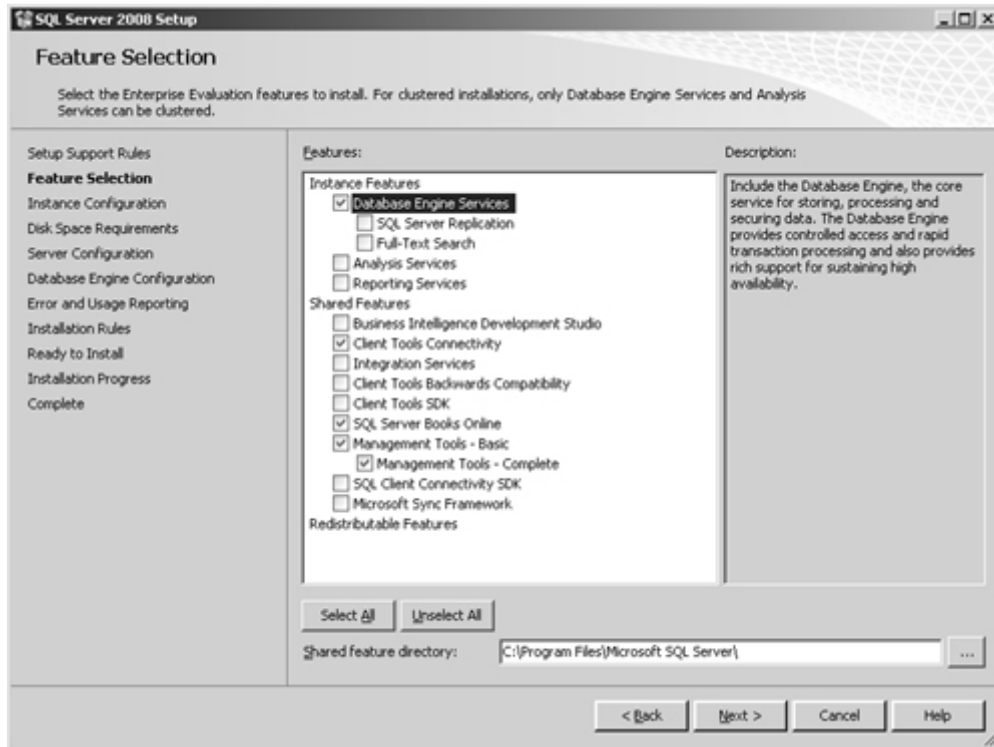 SQL Server 2008 Setup
Feature Selection
Select the Enterprise Evaluation features to install. For clustered installations, only Database Engine Services and Analysis
Services can be clustered.
Setup Support Rules
Feature Selection
Instance Configuration
Disk Space Requirements
Server Configuration
Database Engine Configuration
Error and Usage Reporting
Installation Rules
Ready to Install
Installation Progress
Complete
Features:
Instance Features
Database Engine Services
SQL Server Replication
Full-Text Search
Analysis Services
Reporting Services
Shared Features
Business Intelligence Development Studio
Client Tools Connectivity
Integration Services
Client Tools Backwards Compatibility
Client Tools SDK
SQL Server Books Online
Management Tools - Basic
Management Tools - Complete
SQL Client Connectivity SDK
Microsoft Sync Framework
Redistributable Features
Description:
Include the Database Engine, the core
service for storing, processing and
securing data. The Database Engine
provides controlled access and rapid
transaction processing and also provides
rich support for sustaining high
availability.
Select All
Unselect All
Shared feature directory:
C:\Program Files\Microsoft SQL Server\
...
< Back
Next >
Cancel
Help